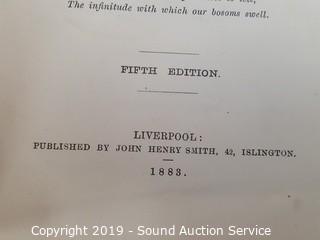 The infinitude with which our bosoms swell.
FIFTH EDITION.
LIVERPOOL:
PUBLISHED BY JOHN HENRY SMITH, 42, ISLINGTON.
1883.
Copyright 2019 - Sound Auction Service